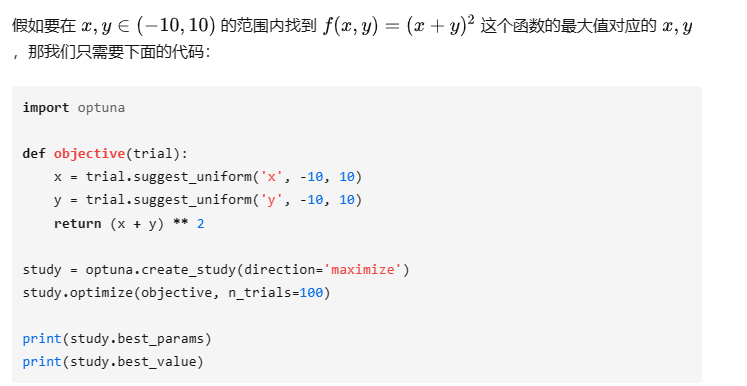 假如要在 x, y ∈ (−10, 10) 的范围内找到 f(x, y) = (x + y)² 这个函数的最大值对应的 x, y
，那我们只需要下面的代码：
import optuna
def objective(trial):
    x = trial.suggest_uniform('x', -10, 10)
    y = trial.suggest_uniform('y', -10, 10)
    return (x + y) ** 2
study = optuna.create_study(direction='maximize')
study.optimize(objective, n_trials=100)
print(study.best_params)
print(study.best_value)